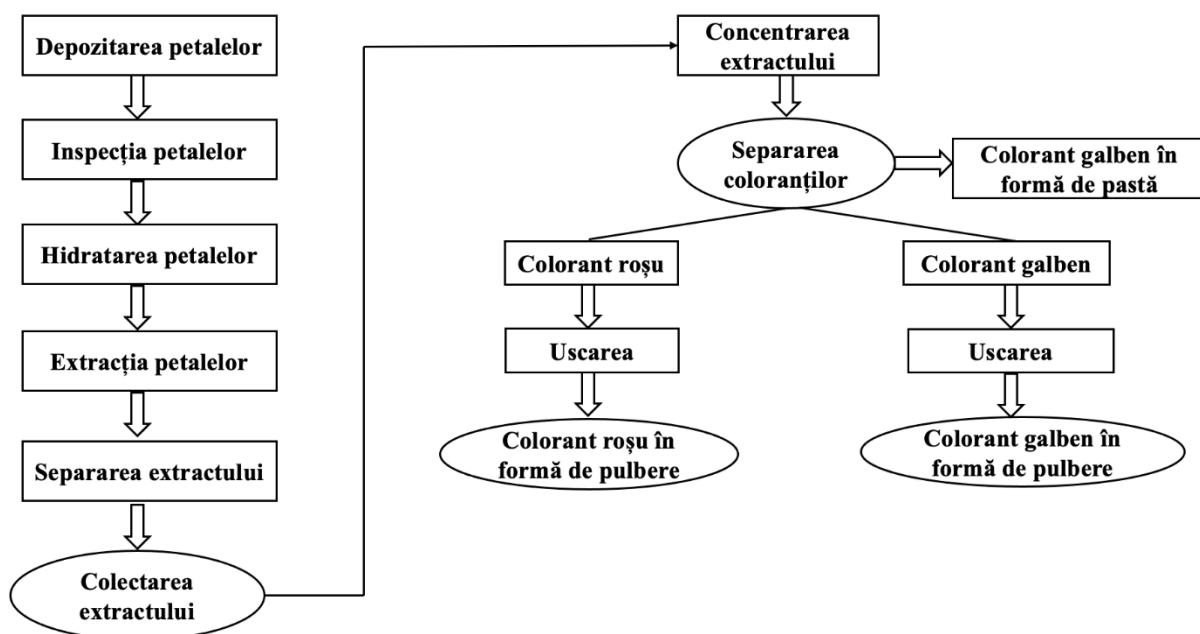 Depozitarea petalelor
Inspecția petalelor
Hidratarea petalelor
Extracția petalelor
Separarea extractului
Colectarea
extractului
Concentrarea
extractului
Separarea
coloranților
Colorant galben în
formă de pastă
Colorant roșu
Uscarea
Colorant roșu în
formă de pulbere
Colorant galben
Uscarea
Colorant galben în
formă de pulbere